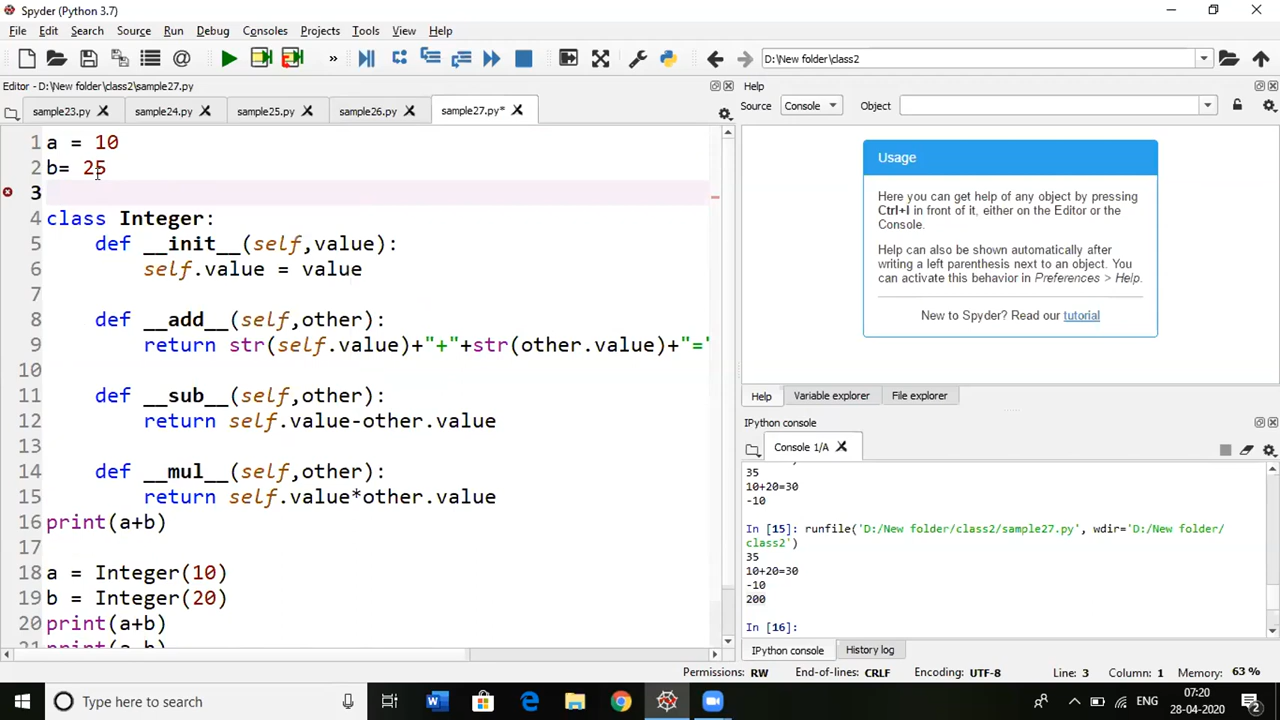 Spyder (Python 3.7)
File Edit Search Source Run Debug Consoles Projects Tools View Help
D:\New folder\class2
Editor - D:\New folder\class2\sample27.py
Help
sample23.py sample24.py sample25.py sample26.py sample27.py*
Source Console Object
1 a = 10
2 b= 25
3
4 class Integer:
5 def __init__(self,value):
6 self.value = value
7
8 def __add__(self,other):
9 return str(self.value)+"+"+str(other.value)+"="
10
11 def __sub__(self,other):
12 return self.value-other.value
13
14 def __mul__(self,other):
15 return self.value*other.value
16 print(a+b)
17
18 a = Integer(10)
19 b = Integer(20)
20 print(a+b)
Usage
Here you can get help of any object by pressing
Ctrl+I in front of it, either on the Editor or the
Console.
Help can also be shown automatically after
writing a left parenthesis next to an object. You
can activate this behavior in Preferences > Help.
New to Spyder? Read our tutorial
Help Variable explorer File explorer
IPython console
Console 1/A
35
10+20=30
-10
In [15]: runfile('D:/New folder/class2/sample27.py', wdir='D:/New folder/
class2')
35
10+20=30
-10
200
In [16]:
IPython console History log
Permissions: RW End-of-lines: CRLF Encoding: UTF-8 Line: 3 Column: 1 Memory: 63 %
Type here to search
ENG
07:20
28-04-2020
2